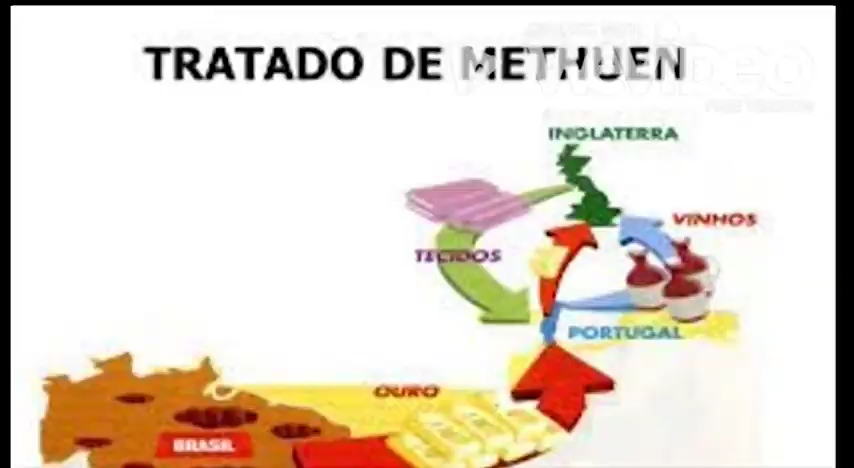 TRATADO DE METHUEN
INGLATERRA
VINHOS
TECIDOS
PORTUGAL
OURO
BRASIL